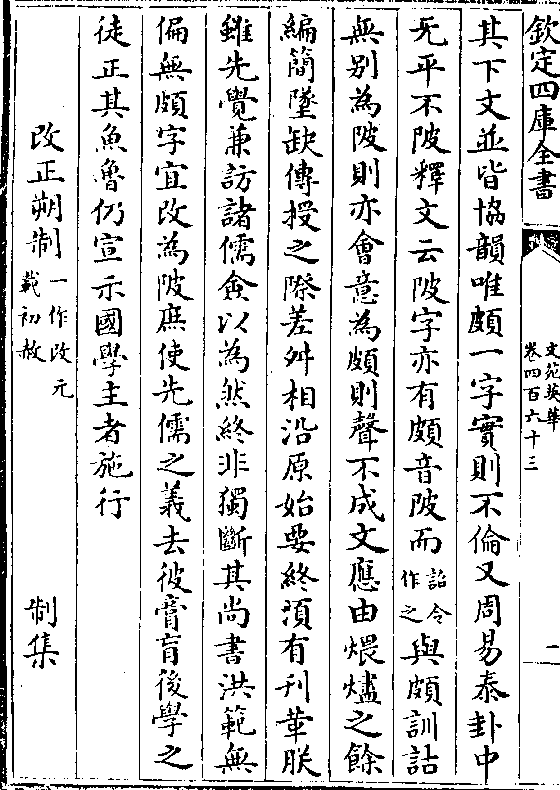 欽定四庫全書
文苑英華
卷四百六十三
二
其下文並皆協韻唯頗一字實則不倫又周易泰卦中
无平不陂釋文云陂字亦有頗音陂而詔令作之與頗訓詁
無别為陂則亦會意為頗則聲不成文應由煨燼之餘
編簡墜缺傳授之際差舛相沿原始要終須有刊革朕
雖先覺兼訪諸儒僉以為然終非獨斷其尚書洪範無
偏無頗字宜改為陂庶使先儒之義去彼膏肓後學之
徒正其魚魯仍宣示國學主者施行
改正朔制一作改元載初赦 制集